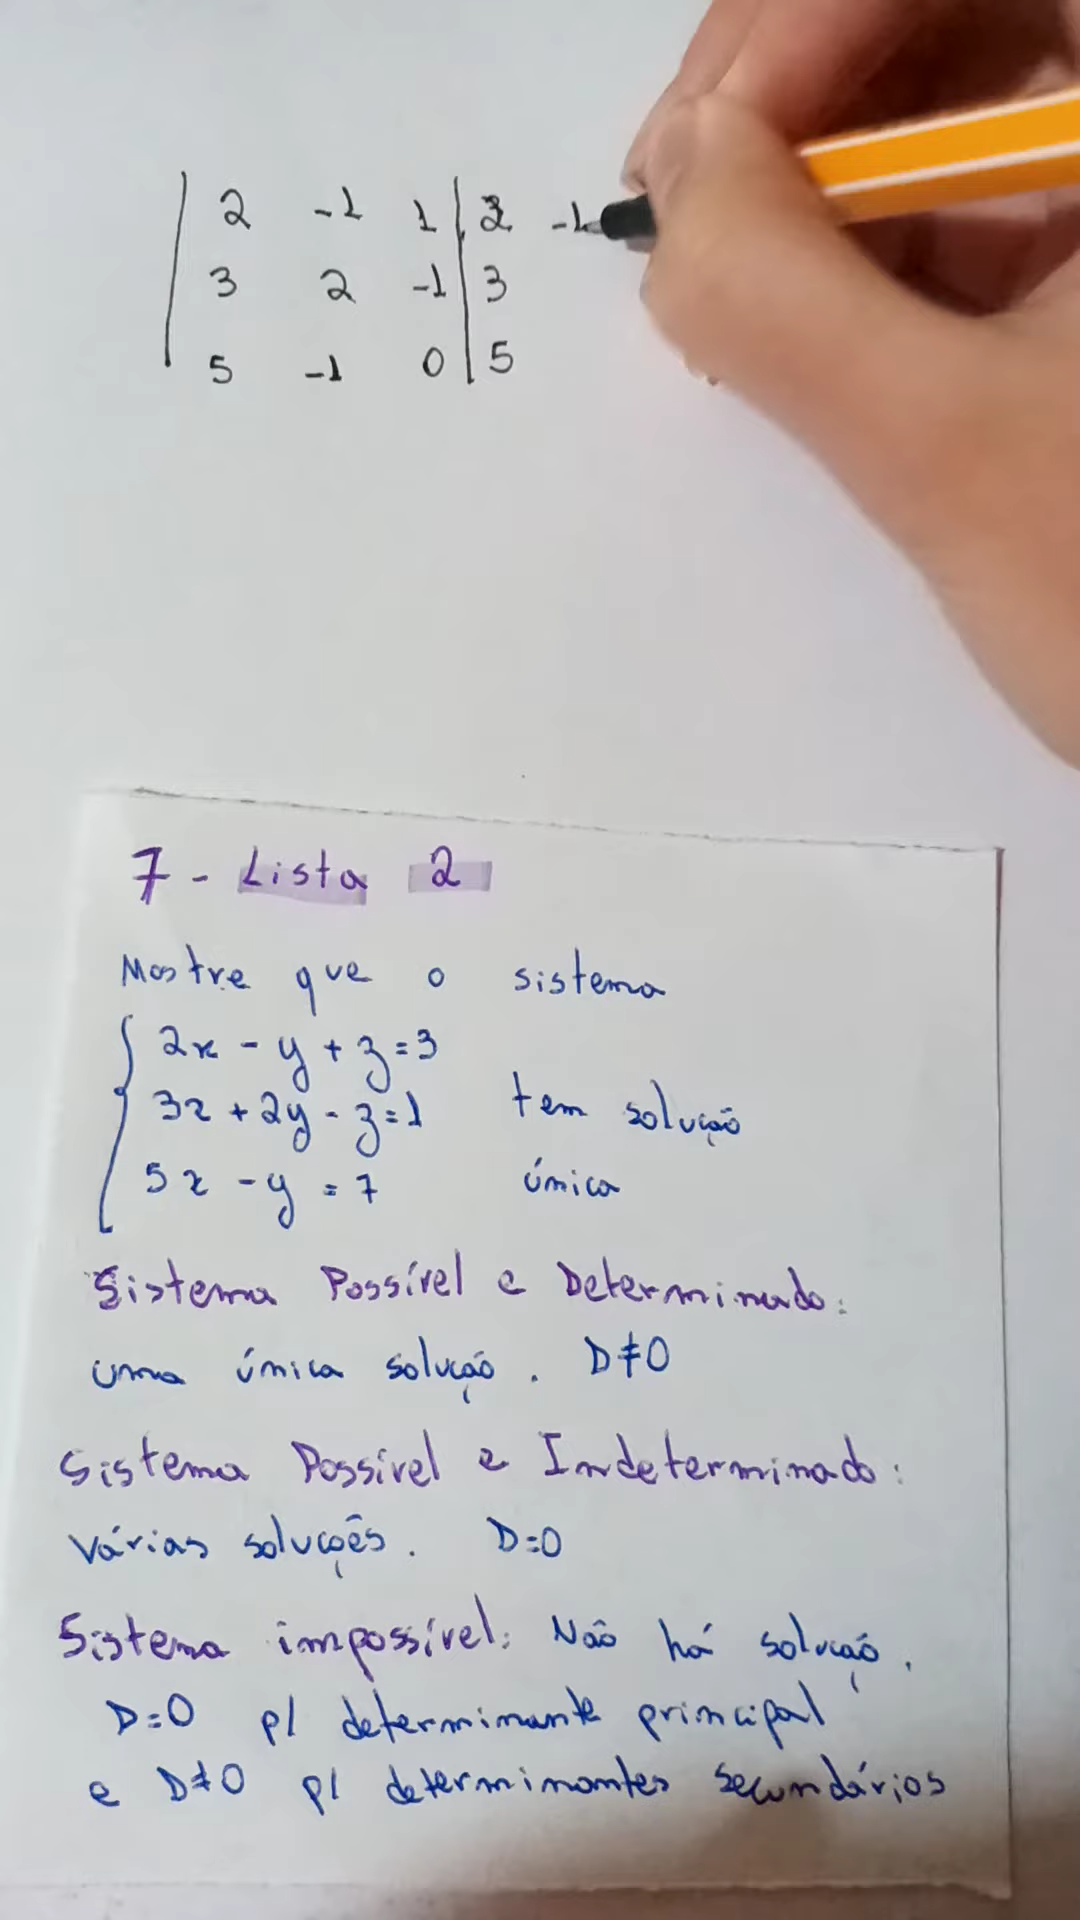 2 -1 1 2 -1
3 2 -1 3
5 -1 0 5
7 - Lista 2
Mostre que o sistema
2x - y + z = 3
3x + 2y - z = 1 tem solução
5x - y = 7 única
Sistema Possível e Determinado:
uma única solução. D≠0
Sistema Possível e Indeterminado:
Várias soluções. D=0
Sistema impossível: Não há solução.
D=0 p/ determinante principal
e D≠0 p/ determinantes secundários